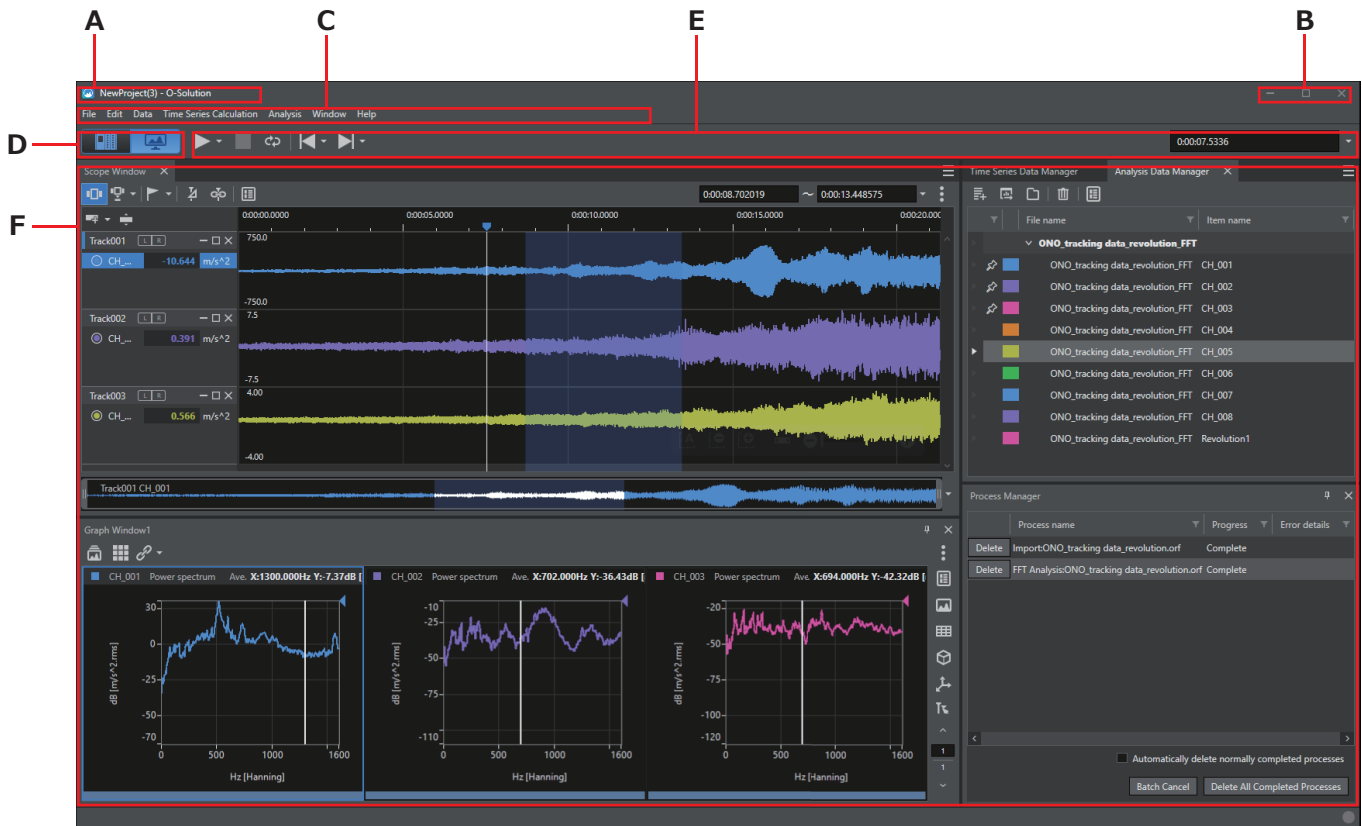 A C E B
NewProject(3) - O-Solution
File Edit Data Time Series Calculation Analysis Window Help
D
0:00:07.5336
Scope Window
Time Series Data Manager Analysis Data Manager
0:00:08.702019 ~ 0:00:13.448575
F
0:00:00.0000 0:00:05.0000 0:00:10.0000 0:00:15.0000 0:00:20.00
File name Item name
Track001 L R
750.0
CH_... -10.644 m/s^2
-750.0
Track002 L R
7.5
CH_... 0.391 m/s^2
-7.5
Track003 L R
4.00
CH_... 0.566 m/s^2
-4.00
Track001 CH_001
ONO_tracking data_revolution_FFT
ONO_tracking data_revolution_FFT CH_001
ONO_tracking data_revolution_FFT CH_002
ONO_tracking data_revolution_FFT CH_003
ONO_tracking data_revolution_FFT CH_004
ONO_tracking data_revolution_FFT CH_005
ONO_tracking data_revolution_FFT CH_006
ONO_tracking data_revolution_FFT CH_007
ONO_tracking data_revolution_FFT CH_008
ONO_tracking data_revolution_FFT Revolution1
Graph Window1
CH_001 Power spectrum Ave. X:1300.000Hz Y:-7.37dB [
30
0
-25
-50
-70
dB [m/s^2.rms]
0 500 1000 1600
Hz [Hanning]
CH_002 Power spectrum Ave. X:702.000Hz Y:-36.43dB [
-10
-25
-50
-75
-110
dB [m/s^2.rms]
0 500 1000 1600
Hz [Hanning]
CH_003 Power spectrum Ave. X:694.000Hz Y:-42.32dB [
-20
-50
-75
-100
-120
dB [m/s^2.rms]
0 500 1000 1600
Hz [Hanning]
1
1
Process Manager
Process name Progress Error details
Delete Import:ONO_tracking data_revolution.orf Complete
Delete FFT Analysis:ONO_tracking data_revolution.orf Complete
Automatically delete normally completed processes
Batch Cancel Delete All Completed Processes